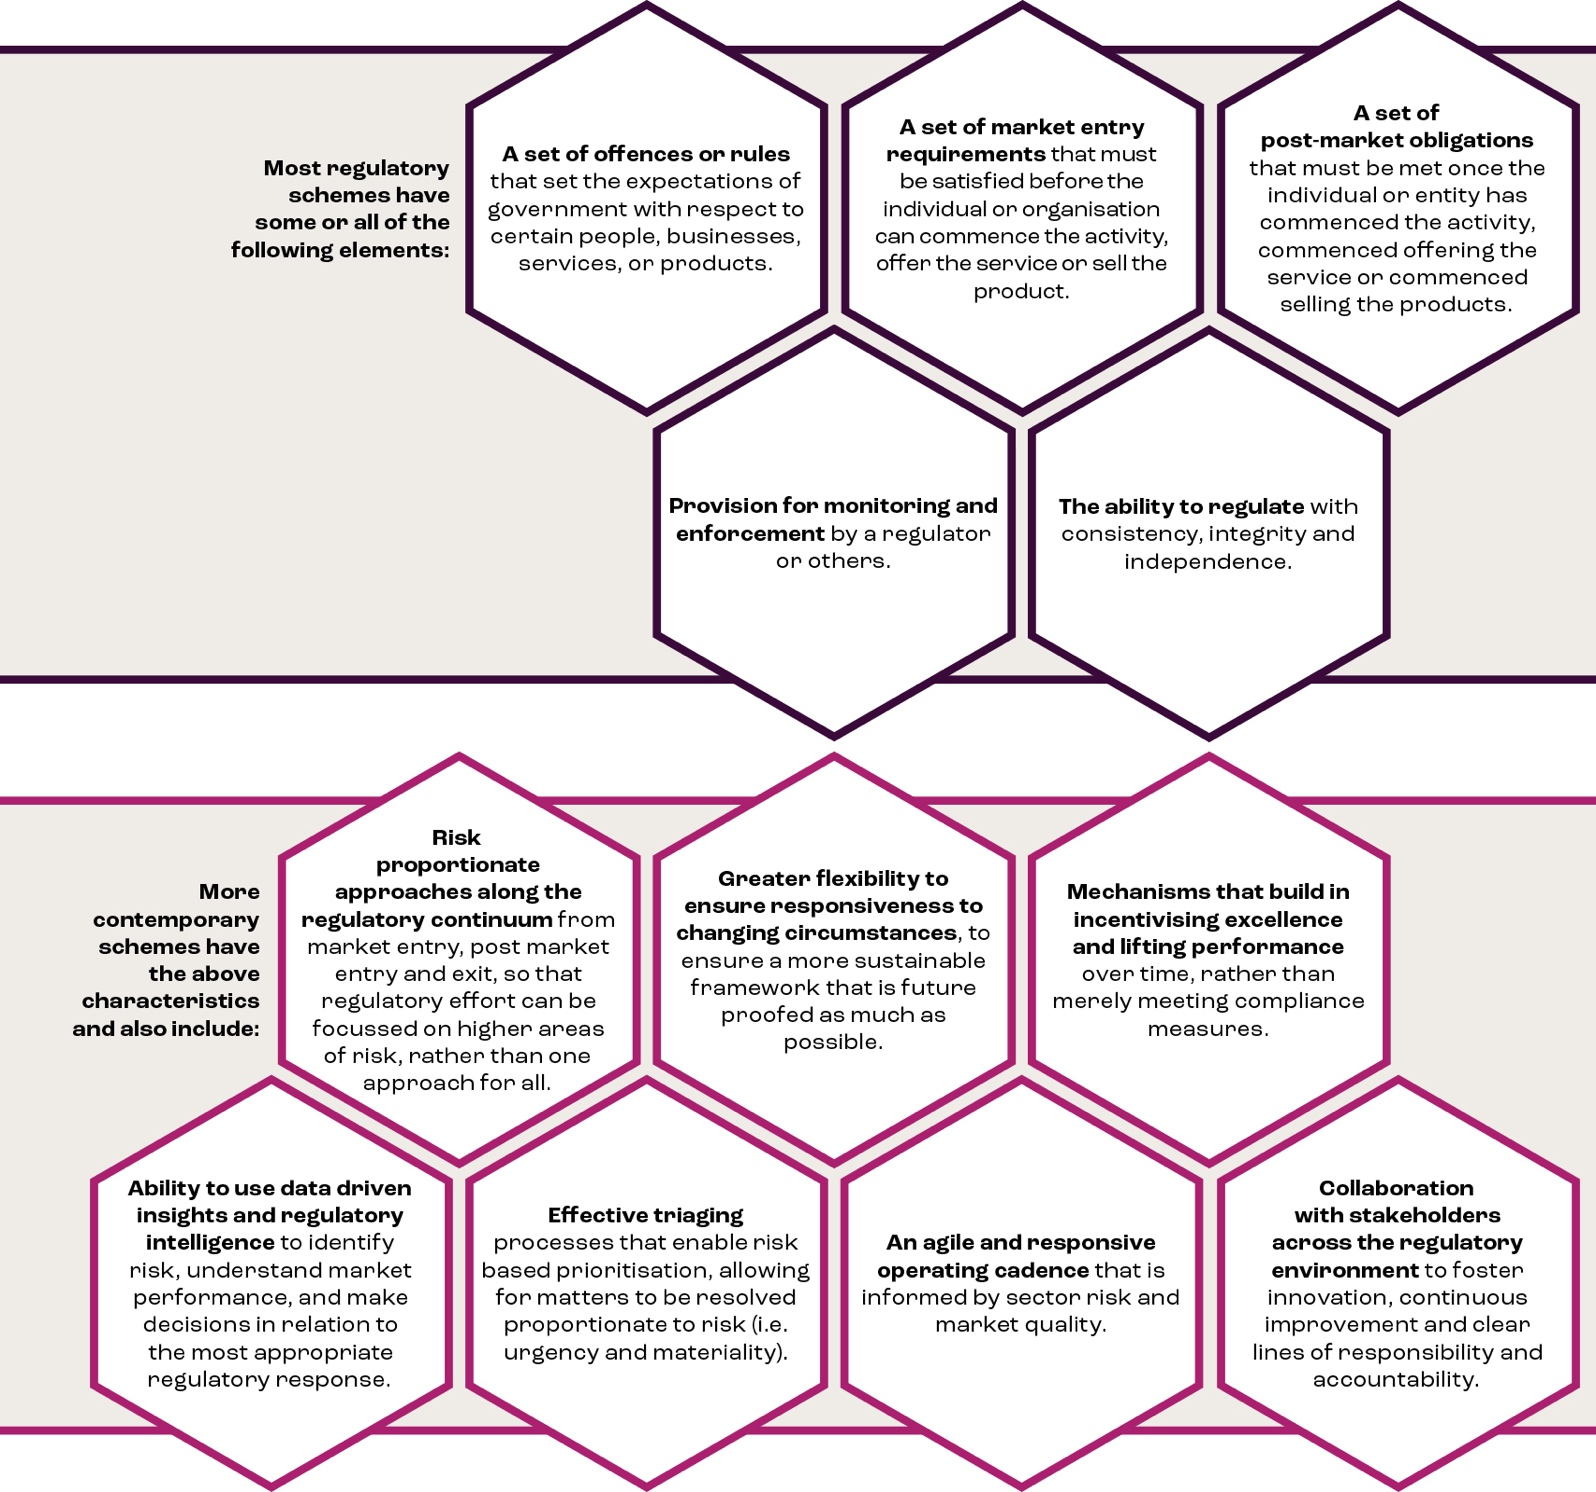 Most regulatory
schemes have
some or all of the
following elements:
A set of offences or rules
that set the expectations of
government with respect to
certain people, businesses,
services, or products.
A set of market entry
requirements that must
be satisfied before the
individual or organisation
can commence the activity,
offer the service or sell the
product.
A set of
post-market obligations
that must be met once the
individual or entity has
commenced the activity,
commenced offering the
service or commenced
selling the products.
Provision for monitoring and
enforcement by a regulator
or others.
The ability to regulate with
consistency, integrity and
independence.
More
contemporary
schemes have
the above
characteristics
and also include:
Risk
proportionate
approaches along the
regulatory continuum from
market entry, post market
entry and exit, so that
regulatory effort can be
focussed on higher areas
of risk, rather than one
approach for all.
Greater flexibility to
ensure responsiveness to
changing circumstances, to
ensure a more sustainable
framework that is future
proofed as much as
possible.
Mechanisms that build in
incentivising excellence
and lifting performance
over time, rather than
merely meeting compliance
measures.
Ability to use data driven
insights and regulatory
intelligence to identify
risk, understand market
performance, and make
decisions in relation to
the most appropriate
regulatory response.
Effective triaging
processes that enable risk
based prioritisation, allowing
for matters to be resolved
proportionate to risk (i.e.
urgency and materiality).
An agile and responsive
operating cadence that is
informed by sector risk and
market quality.
Collaboration
with stakeholders
across the regulatory
environment to foster
innovation, continuous
improvement and clear
lines of responsibility and
accountability.